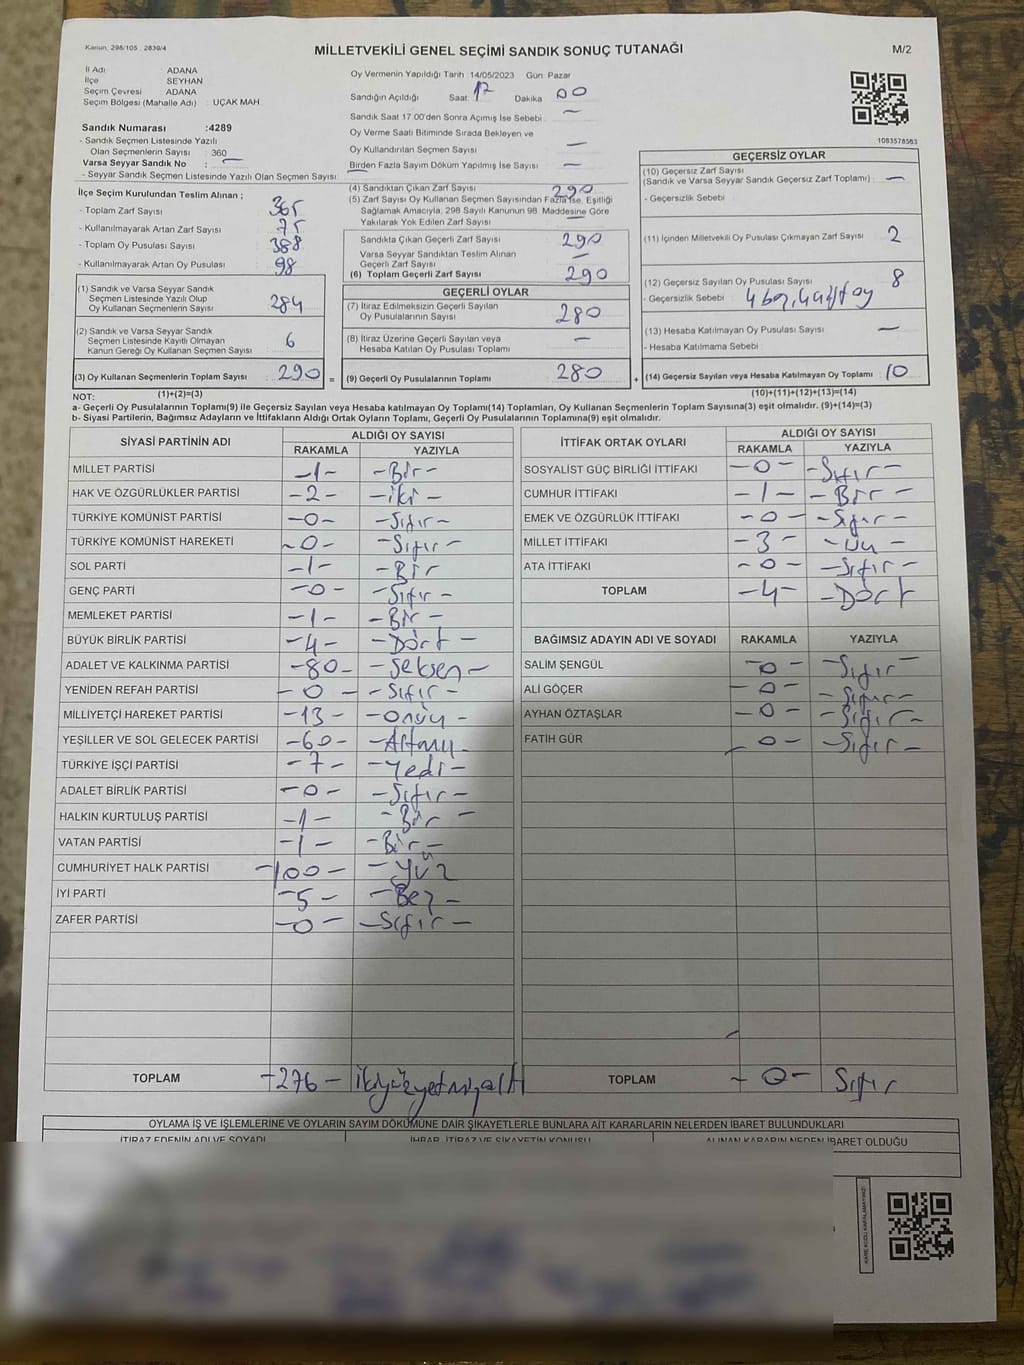 Kanun: 298/105 : 2839/4
MİLLETVEKİLİ GENEL SEÇİMİ SANDIK SONUÇ TUTANAĞI
M/2
İl Adı ADANA
İlçe SEYHAN
Seçim Çevresi ADANA
Seçim Bölgesi (Mahalle Adı) : UÇAK MAH.
Sandık Numarası :4289
- Sandık Seçmen Listesinde Yazılı
Olan Seçmenlerin Sayısı : 360
Varsa Seyyar Sandık No : —
- Seyyar Sandık Seçmen Listesinde Yazılı Olan Seçmen Sayısı:
Oy Vermenin Yapıldığı Tarih 14/05/2023 Gün: Pazar
Sandığın Açıldığı Saat: 17 Dakika 00
Sandık Saat 17.00'den Sonra Açımış İse Sebebi : —
Oy Verme Saati Bitiminde Sırada Bekleyen ve
Oy Kullandırılan Seçmen Sayısı —
Birden Fazla Sayım Döküm Yapılmış İse Sayısı —
1083578563
İlçe Seçim Kurulundan Teslim Alınan ;
- Toplam Zarf Sayısı 365
- Kullanılmayarak Artan Zarf Sayısı 75
- Toplam Oy Pusulası Sayısı 388
- Kullanılmayarak Artan Oy Pusulası 98
(1) Sandık ve Varsa Seyyar Sandık
Seçmen Listesinde Yazılı Olup
Oy Kullanan Seçmenlerin Sayısı 284
(2) Sandık ve Varsa Seyyar Sandık
Seçmen Listesinde Kayıtlı Olmayan
Kanun Gereği Oy Kullanan Seçmen Sayısı 6
(3) Oy Kullanan Seçmenlerin Toplam Sayısı 290
(4) Sandıktan Çıkan Zarf Sayısı 290
(5) Zarf Sayısı Oy Kullanan Seçmen Sayısından Fazla İse, Eşitliği
Sağlamak Amacıyla, 298 Sayılı Kanunun 98. Maddesine Göre
Yakılarak Yok Edilen Zarf Sayısı —
Sandıkta Çıkan Geçerli Zarf Sayısı 290
Varsa Seyyar Sandıktan Teslim Alınan
Geçerli Zarf Sayısı —
(6) Toplam Geçerli Zarf Sayısı 290
GEÇERLİ OYLAR
(7) İtiraz Edilmeksizin Geçerli Sayılan
Oy Pusulalarının Sayısı 280
(8) İtiraz Üzerine Geçerli Sayılan veya
Hesaba Katılan Oy Pusulası Toplamı —
= (9) Geçerli Oy Pusulalarının Toplamı 280
GEÇERSİZ OYLAR
(10) Geçersiz Zarf Sayısı
(Sandık ve Varsa Seyyar Sandık Geçersiz Zarf Toplamı) : —
- Geçersizlik Sebebi :
(11) İçinden Milletvekili Oy Pusulası Çıkmayan Zarf Sayısı 2
(12) Geçersiz Sayılan Oy Pusulası Sayısı 8
- Geçersizlik Sebebi :
(13) Hesaba Katılmayan Oy Pusulası Sayısı —
- Hesaba Katılmama Sebebi :
+ (14) Geçersiz Sayılan veya Hesaba Katılmayan Oy Toplamı 10
NOT: (1)+(2)=(3) (10)+(11)+(12)+(13)=(14)
a- Geçerli Oy Pusulalarının Toplamı(9) ile Geçersiz Sayılan veya Hesaba katılmayan Oy Toplamı(14) Toplamları, Oy Kullanan Seçmenlerin Toplam Sayısına(3) eşit olmalıdır. (9)+(14)=(3)
b- Siyasi Partilerin, Bağımsız Adayların ve İttifakların Aldığı Ortak Oyların Toplamı, Geçerli Oy Pusulalarının Toplamına(9) eşit olmalıdır.
SİYASİ PARTİNİN ADI ALDIĞI OY SAYISI
RAKAMLA YAZIYLA
MİLLET PARTİSİ -1- -Bir-
HAK VE ÖZGÜRLÜKLER PARTİSİ -2- -iki-
TÜRKİYE KOMÜNİST PARTİSİ -0- -Sıfır-
TÜRKİYE KOMÜNİST HAREKETİ -0- -Sıfır-
SOL PARTİ -1- -Bir
GENÇ PARTİ -0- -Sıfır-
MEMLEKET PARTİSİ -1- -Bir-
BÜYÜK BİRLİK PARTİSİ -4- -Dört-
ADALET VE KALKINMA PARTİSİ -80- -Seksen-
YENİDEN REFAH PARTİSİ -0- -Sıfır-
MİLLİYETÇİ HAREKET PARTİSİ -13- -onüç-
YEŞİLLER VE SOL GELECEK PARTİSİ -60- -Altmış-
TÜRKİYE İŞÇİ PARTİSİ -7- -Yedi-
ADALET BİRLİK PARTİSİ -0- -Sıfır-
HALKIN KURTULUŞ PARTİSİ -1- -Bir-
VATAN PARTİSİ -1- -Bir-
CUMHURİYET HALK PARTİSİ -100- -Yüz
İYİ PARTİ -5- -Beş-
ZAFER PARTİSİ -0- -Sıfır-
TOPLAM -276- ikiyüzyetmişaltı
İTTİFAK ORTAK OYLARI ALDIĞI OY SAYISI
RAKAMLA YAZIYLA
SOSYALİST GÜÇ BİRLİĞİ İTTİFAKI -0- -Sıfır-
CUMHUR İTTİFAKI -1- -Bir-
EMEK VE ÖZGÜRLÜK İTTİFAKI -0- -Sıfır-
MİLLET İTTİFAKI -3- -Üç-
ATA İTTİFAKI -0- -Sıfır-
TOPLAM -4- -Dört
BAĞIMSIZ ADAYIN ADI VE SOYADI RAKAMLA YAZIYLA
SALİM ŞENGÜL -0- -Sıfır-
ALİ GÖÇER -0- -Sıfır-
AYHAN ÖZTAŞLAR -0- -Sıfır-
FATİH GÜR -0- -Sıfır-
TOPLAM -0- Sıfır
OYLAMA İŞ VE İŞLEMLERİNE VE OYLARIN SAYIM DÖKÜMÜNE DAİR ŞİKAYETLERLE BUNLARA AİT KARARLARIN NELERDEN İBARET BULUNDUKLARI
İTİRAZ EDENİN ADI VE SOYADI İHBAR, İTİRAZ VE ŞİKAYETİN KONUSU ALINAN KARARIN NEDEN İBARET OLDUĞU
KARE KODU KARALAMAYINIZ!